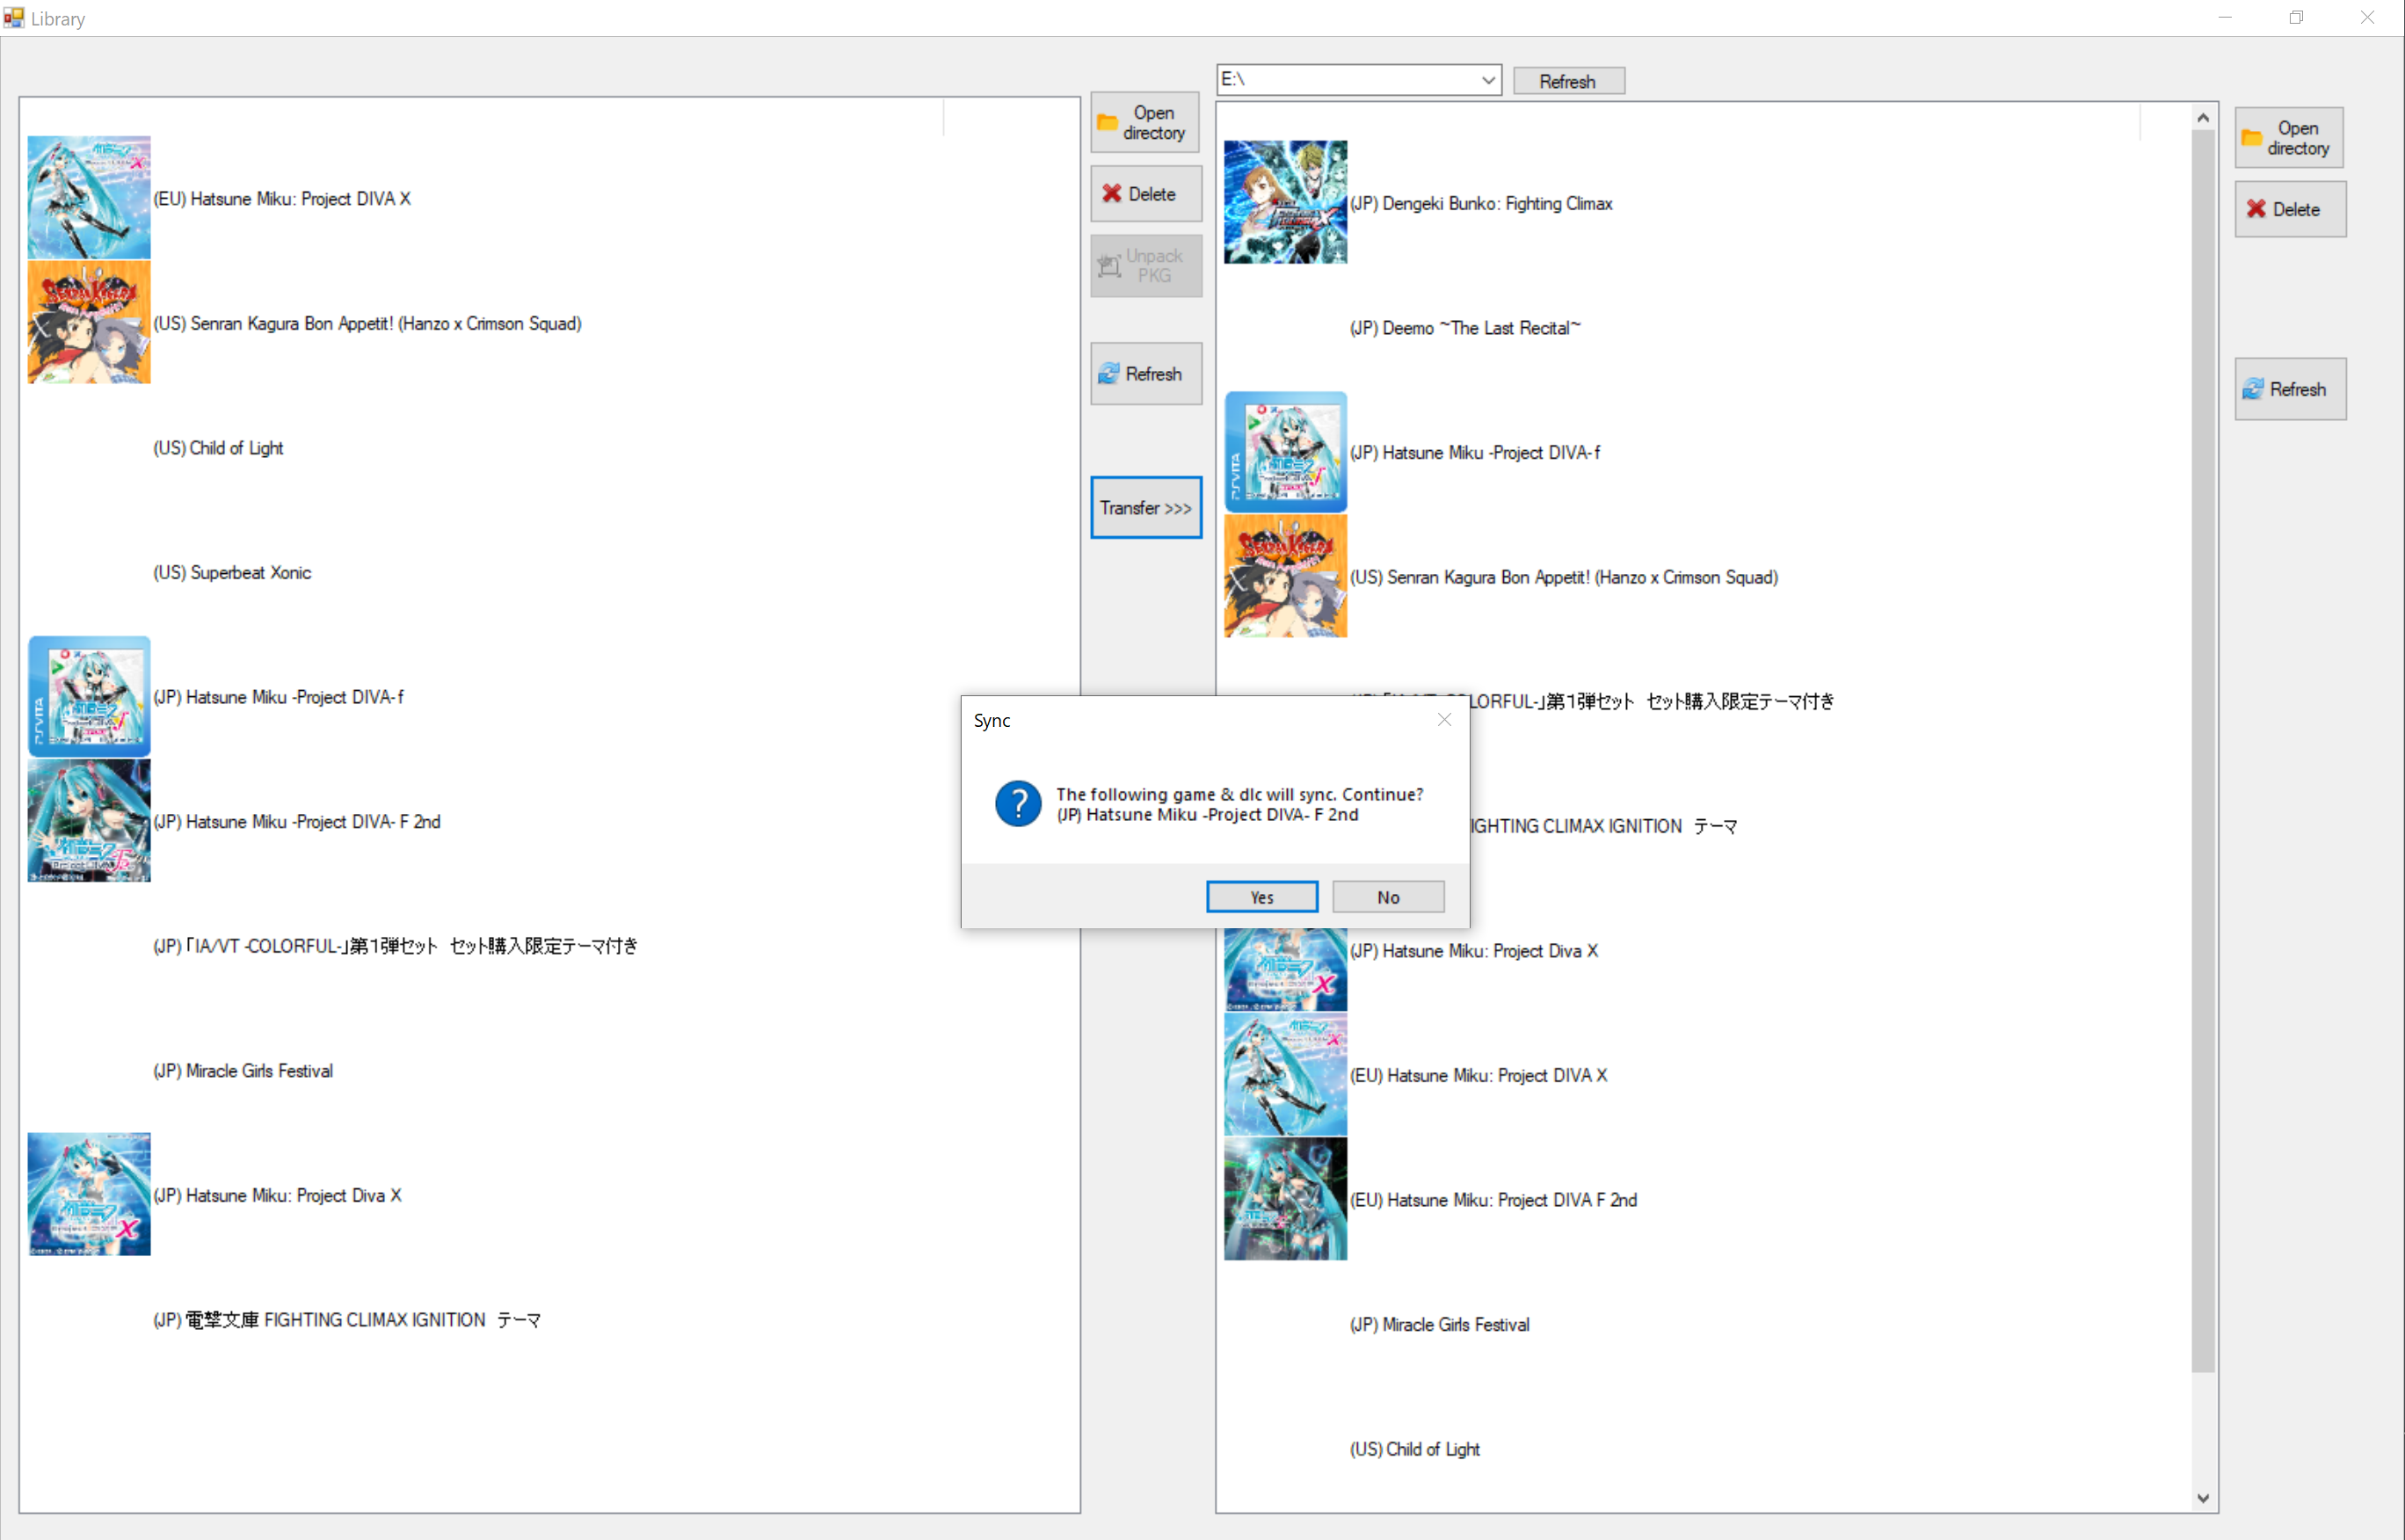 Library
E:\
Refresh
(EU) Hatsune Miku: Project DIVA X
(US) Senran Kagura Bon Appetit! (Hanzo x Crimson Squad)
(US) Child of Light
(US) Superbeat Xonic
(JP) Hatsune Miku -Project DIVA- f
(JP) Hatsune Miku -Project DIVA- F 2nd
(JP) 「IA/VT -COLORFUL-」第1弾セット　セット購入限定テーマ付き
(JP) Miracle Girls Festival
(JP) Hatsune Miku: Project Diva X
(JP) 電撃文庫 FIGHTING CLIMAX IGNITION　テーマ
Open
directory
Delete
Unpack
PKG
Refresh
Transfer >>>
(JP) Dengeki Bunko: Fighting Climax
(JP) Deemo ~The Last Recital~
PSVITA
(JP) Hatsune Miku -Project DIVA- f
(US) Senran Kagura Bon Appetit! (Hanzo x Crimson Squad)
LORFUL-」第1弾セット　セット購入限定テーマ付き
IGHTING CLIMAX IGNITION　テーマ
(JP) Hatsune Miku: Project Diva X
(EU) Hatsune Miku: Project DIVA X
(EU) Hatsune Miku: Project DIVA F 2nd
(JP) Miracle Girls Festival
(US) Child of Light
Open
directory
Delete
Refresh
Sync
The following game & dlc will sync. Continue?
(JP) Hatsune Miku -Project DIVA- F 2nd
Yes
No